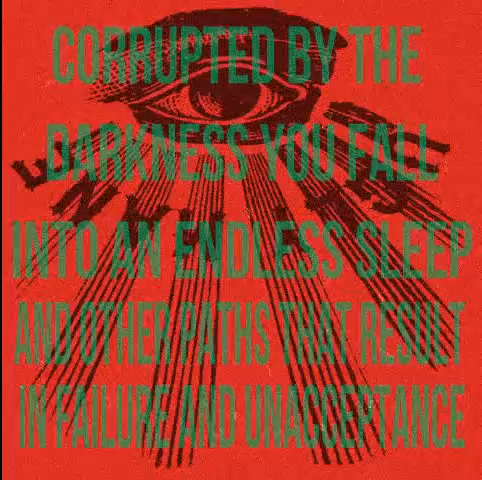 CORRUPTED BY THE
DARKNESS YOU FALL
INTO AN ENDLESS SLEEP
AND OTHER PATHS THAT RESULT
IN FAILURE AND UNACCEPTANCE